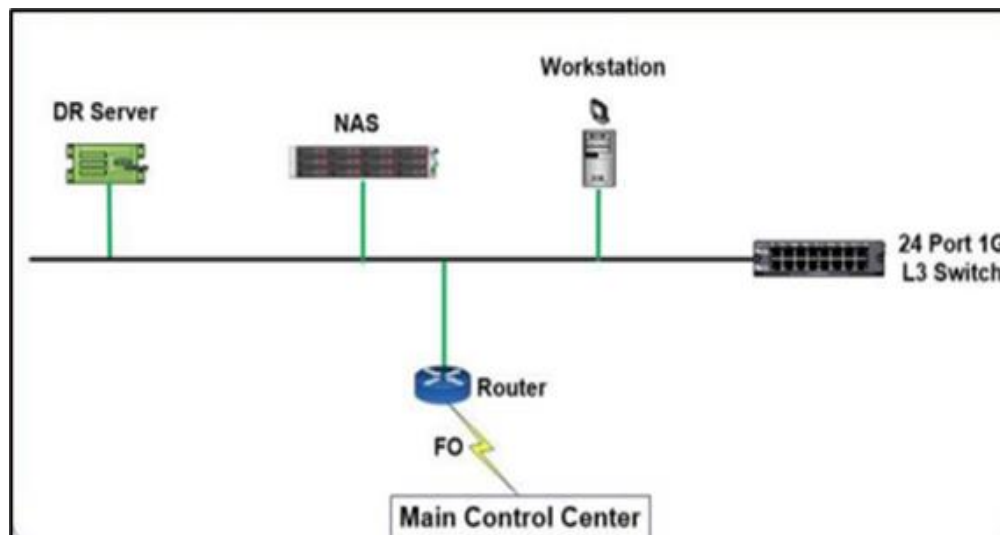 Workstation
DR Server
NAS
24 Port 1G
L3 Switch
Router
FO
Main Control Center